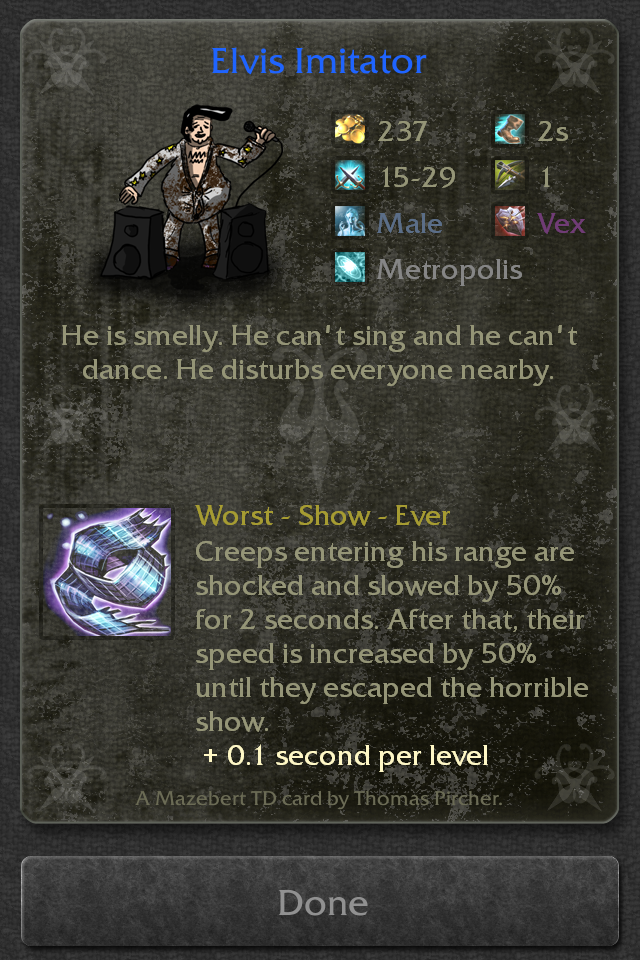 Elvis Imitator
237
2s
15-29
1
Male
Vex
Metropolis
He is smelly. He can't sing and he can't
dance. He disturbs everyone nearby.
Worst - Show - Ever
Creeps entering his range are
shocked and slowed by 50%
for 2 seconds. After that, their
speed is increased by 50%
until they escaped the horrible
show.
+ 0.1 second per level
A Mazebert TD card by Thomas Pircher.
Done